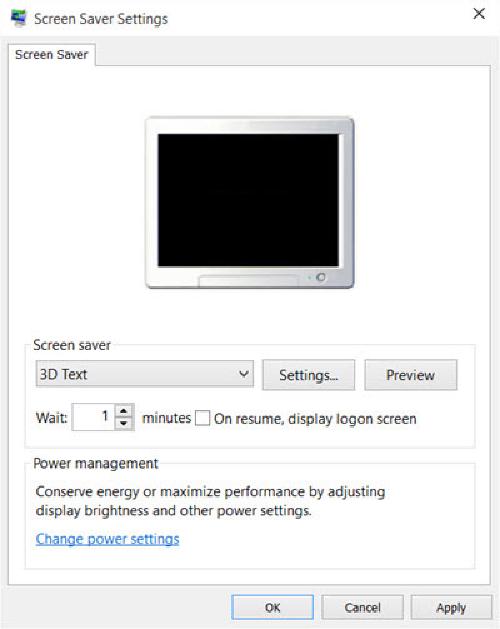 Screen Saver Settings
Screen Saver
Screen saver
3D Text
Settings...
Preview
Wait: 1 minutes On resume, display logon screen
Power management
Conserve energy or maximize performance by adjusting
display brightness and other power settings.
Change power settings
OK Cancel Apply